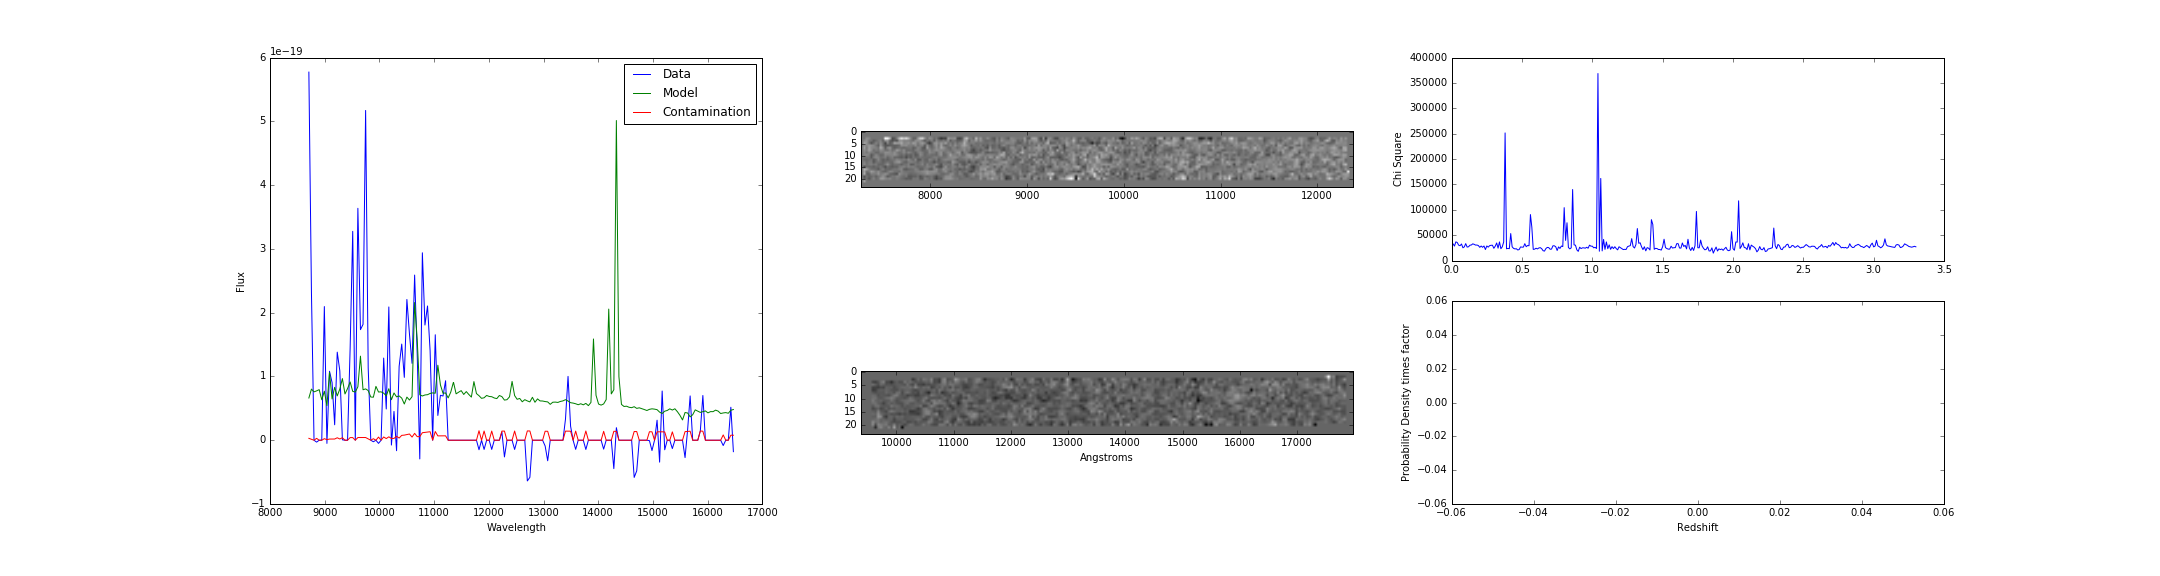 1e−19
6
5
4
3
2
1
0
−1
Flux
8000 9000 10000 11000 12000 13000 14000 15000 16000 17000
Wavelength
Data
Model
Contamination
0
5
10
15
20
8000 9000 10000 11000 12000
0
5
10
15
20
10000 11000 12000 13000 14000 15000 16000 17000
Angstroms
400000
350000
300000
250000
200000
150000
100000
50000
0
Chi Square
0.0 0.5 1.0 1.5 2.0 2.5 3.0 3.5
0.06
0.04
0.02
0.00
−0.02
−0.04
−0.06
Probability Density times factor
−0.06 −0.04 −0.02 0.00 0.02 0.04 0.06
Redshift